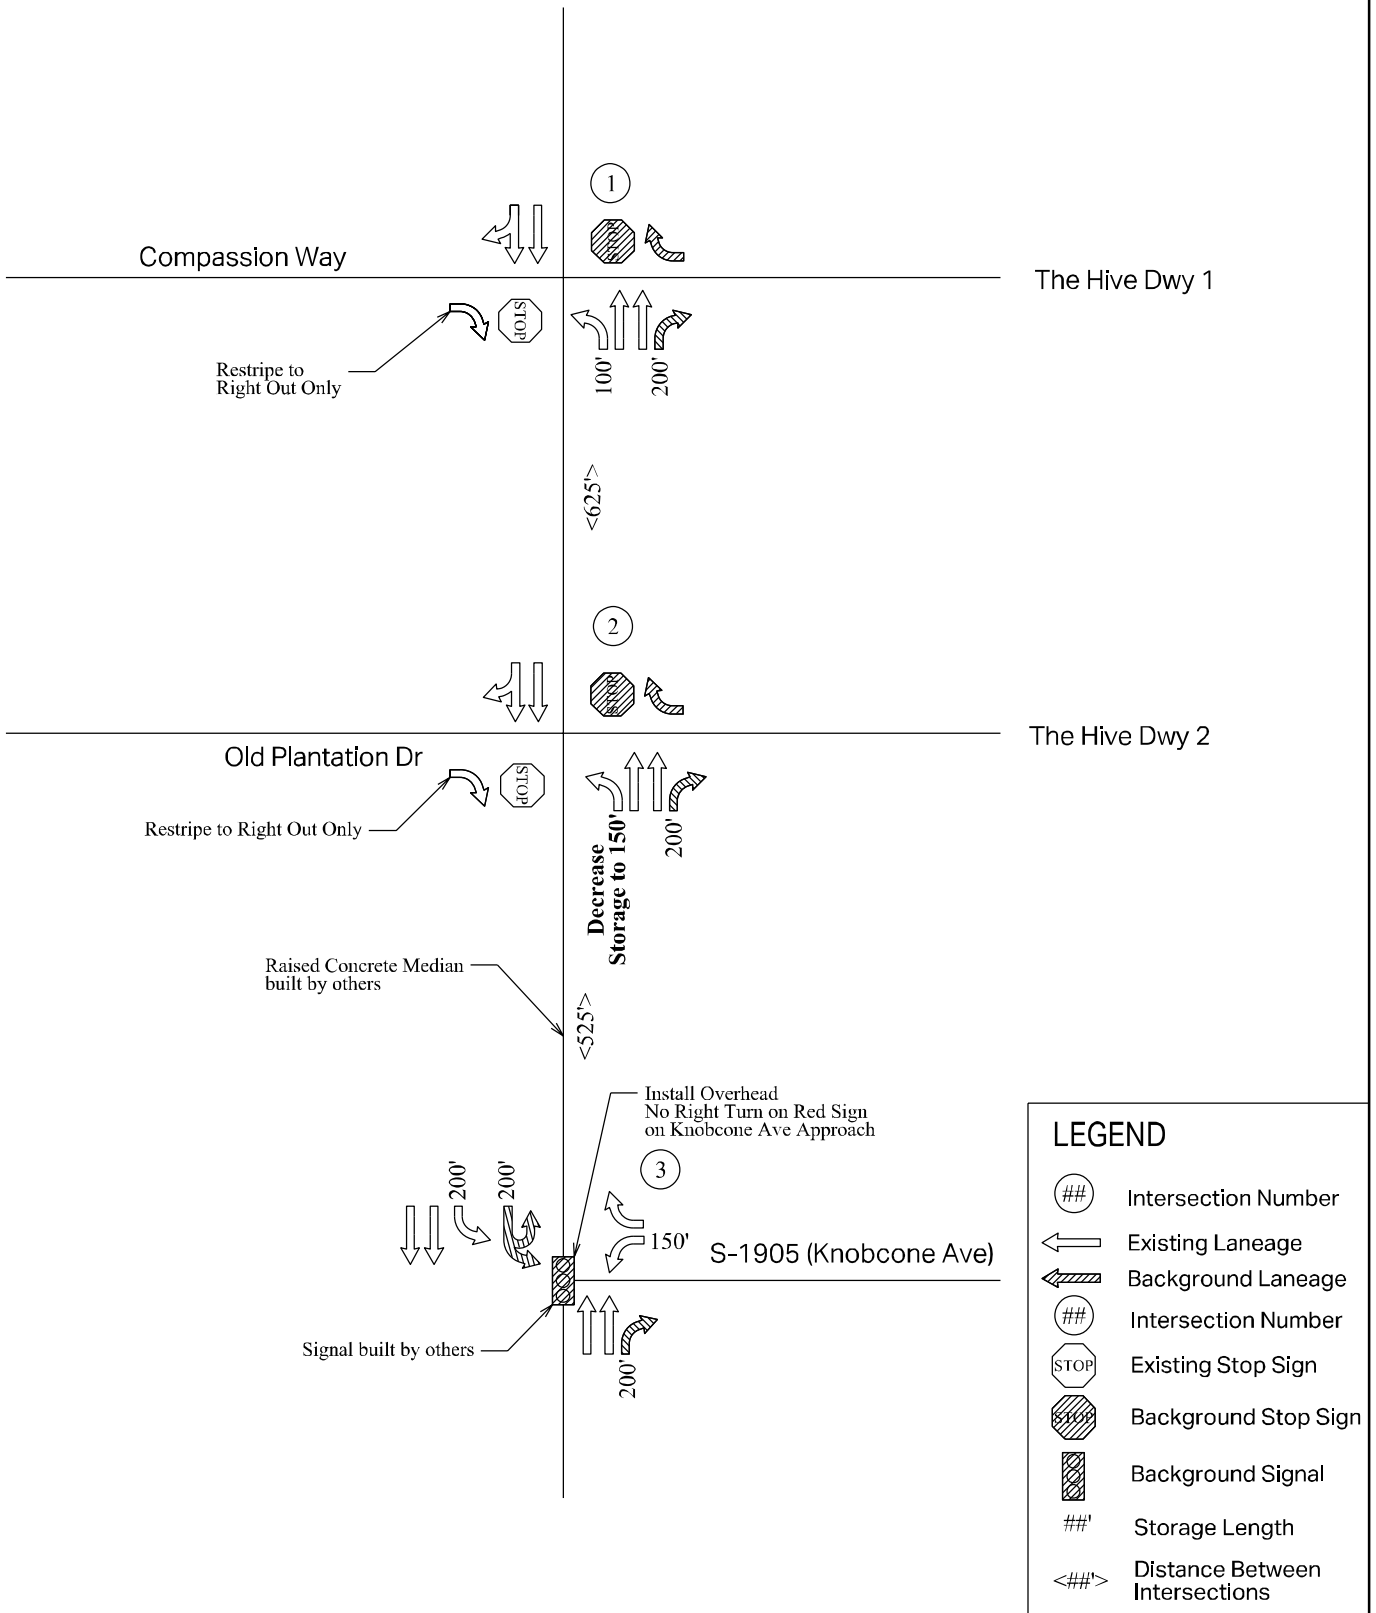 1
STOP
Compassion Way
The Hive Dwy 1
STOP
Restripe to
Right Out Only
100'
200'
<625'>
2
STOP
The Hive Dwy 2
Old Plantation Dr
STOP
Restripe to Right Out Only
200'
Decrease
Storage to 150'
Raised Concrete Median
built by others
<525'>
Install Overhead
No Right Turn on Red Sign
on Knobcone Ave Approach
3
200'
200'
150'
S-1905 (Knobcone Ave)
Signal built by others
200'
LEGEND
## Intersection Number
Existing Laneage
Background Laneage
## Intersection Number
STOP Existing Stop Sign
STOP Background Stop Sign
Background Signal
##' Storage Length
<##'> Distance Between
Intersections